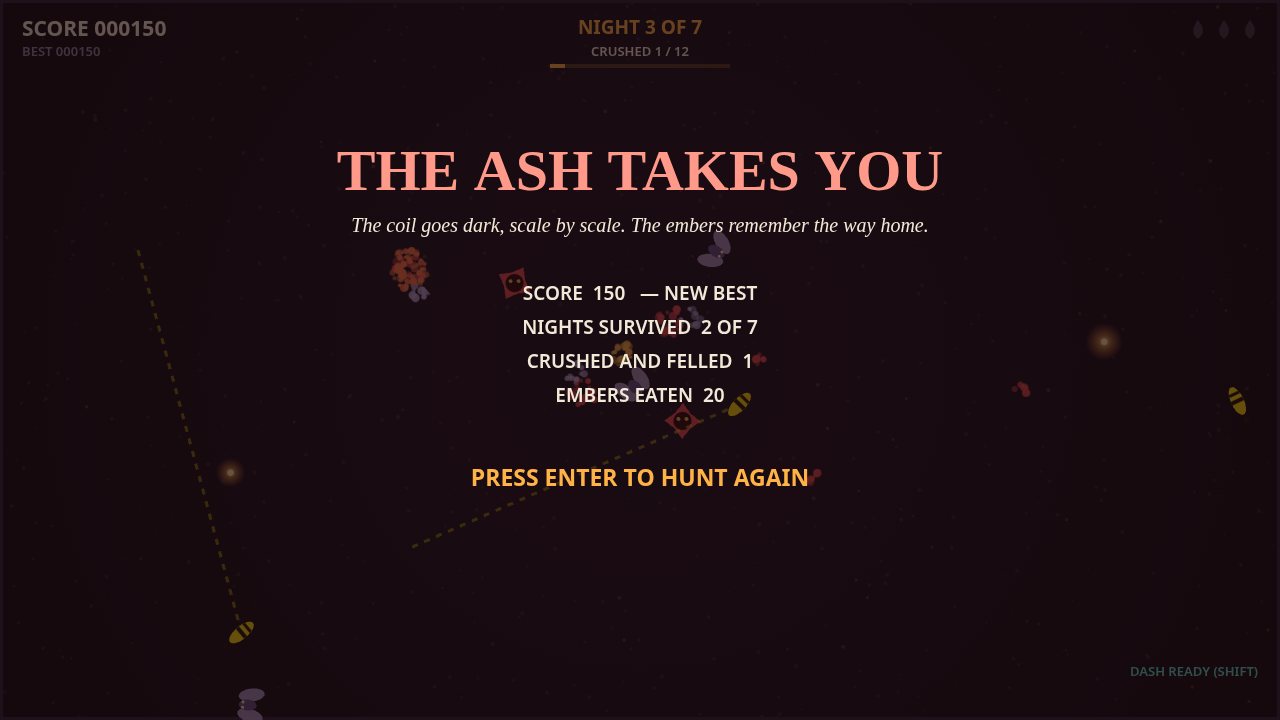 SCORE 000150
BEST 000150
NIGHT 3 OF 7
CRUSHED 1 / 12
THE ASH TAKES YOU
The coil goes dark, scale by scale. The embers remember the way home.
SCORE 150 — NEW BEST
NIGHTS SURVIVED 2 OF 7
CRUSHED AND FELLED 1
EMBERS EATEN 20
PRESS ENTER TO HUNT AGAIN
DASH READY (SHIFT)